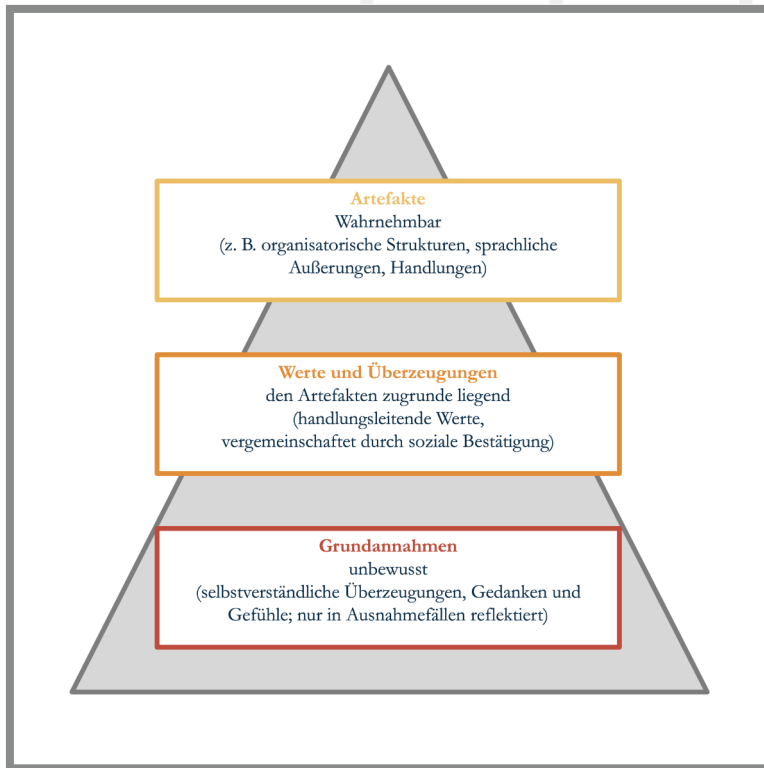 Artefakte
Wahrnehmbar
(z. B. organisatorische Strukturen, sprachliche
Außerungen, Handlungen)
Werte und Überzeugungen
den Artefakten zugrunde liegend
(handlungsleitende Werte,
vergemeinschaftet durch soziale Bestätigung)
Grundannahmen
unbewusst
(selbstverständliche Überzeugungen, Gedanken und
Gefühle; nur in Ausnahmefällen reflektiert)